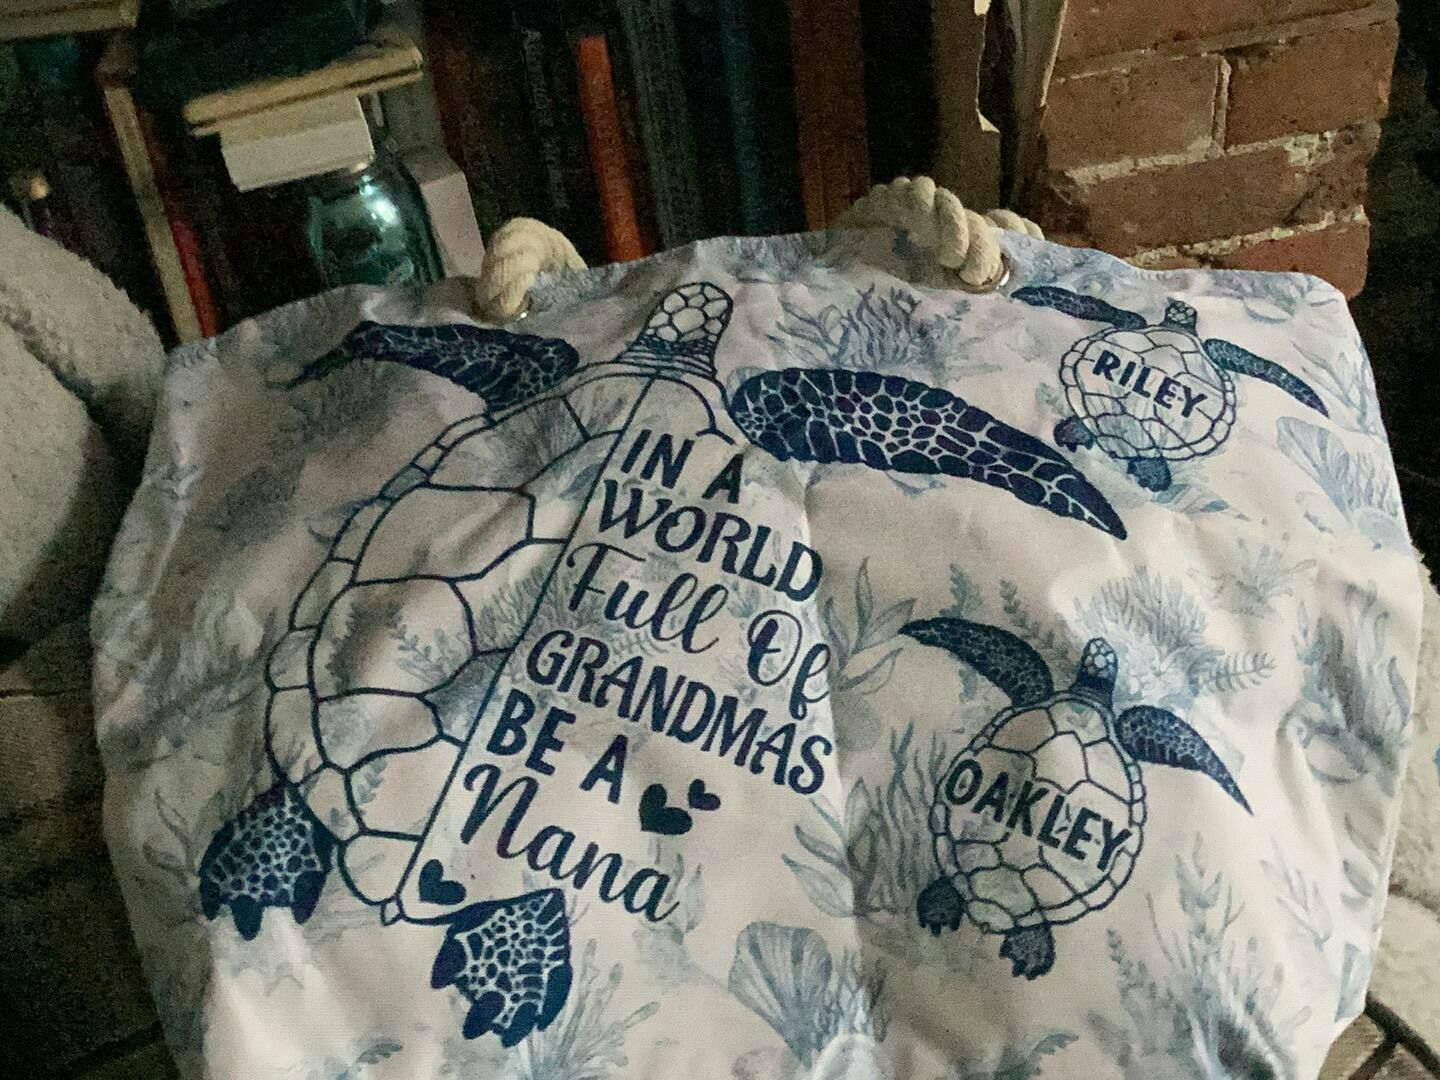 IN A
WORLD
Full Of
GRANDMAS
BE A
Nana
RILEY
OAKLEY